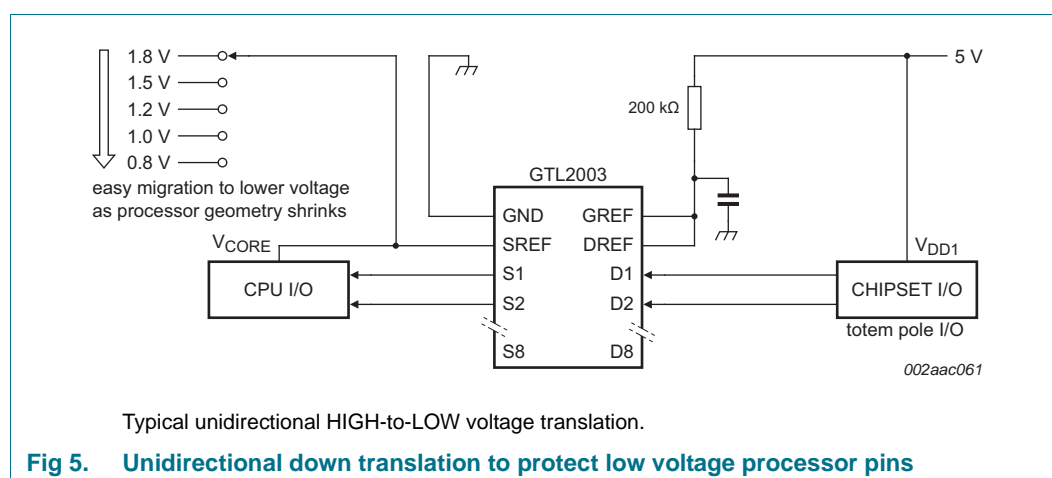 1.8 V
1.5 V
1.2 V
1.0 V
0.8 V
easy migration to lower voltage
as processor geometry shrinks
5 V
200 kΩ
GTL2003
GND GREF
SREF DREF
S1 D1
S2 D2
S8 D8
VCORE
CPU I/O
VDD1
CHIPSET I/O
totem pole I/O
002aac061
Typical unidirectional HIGH-to-LOW voltage translation.
Fig 5. Unidirectional down translation to protect low voltage processor pins